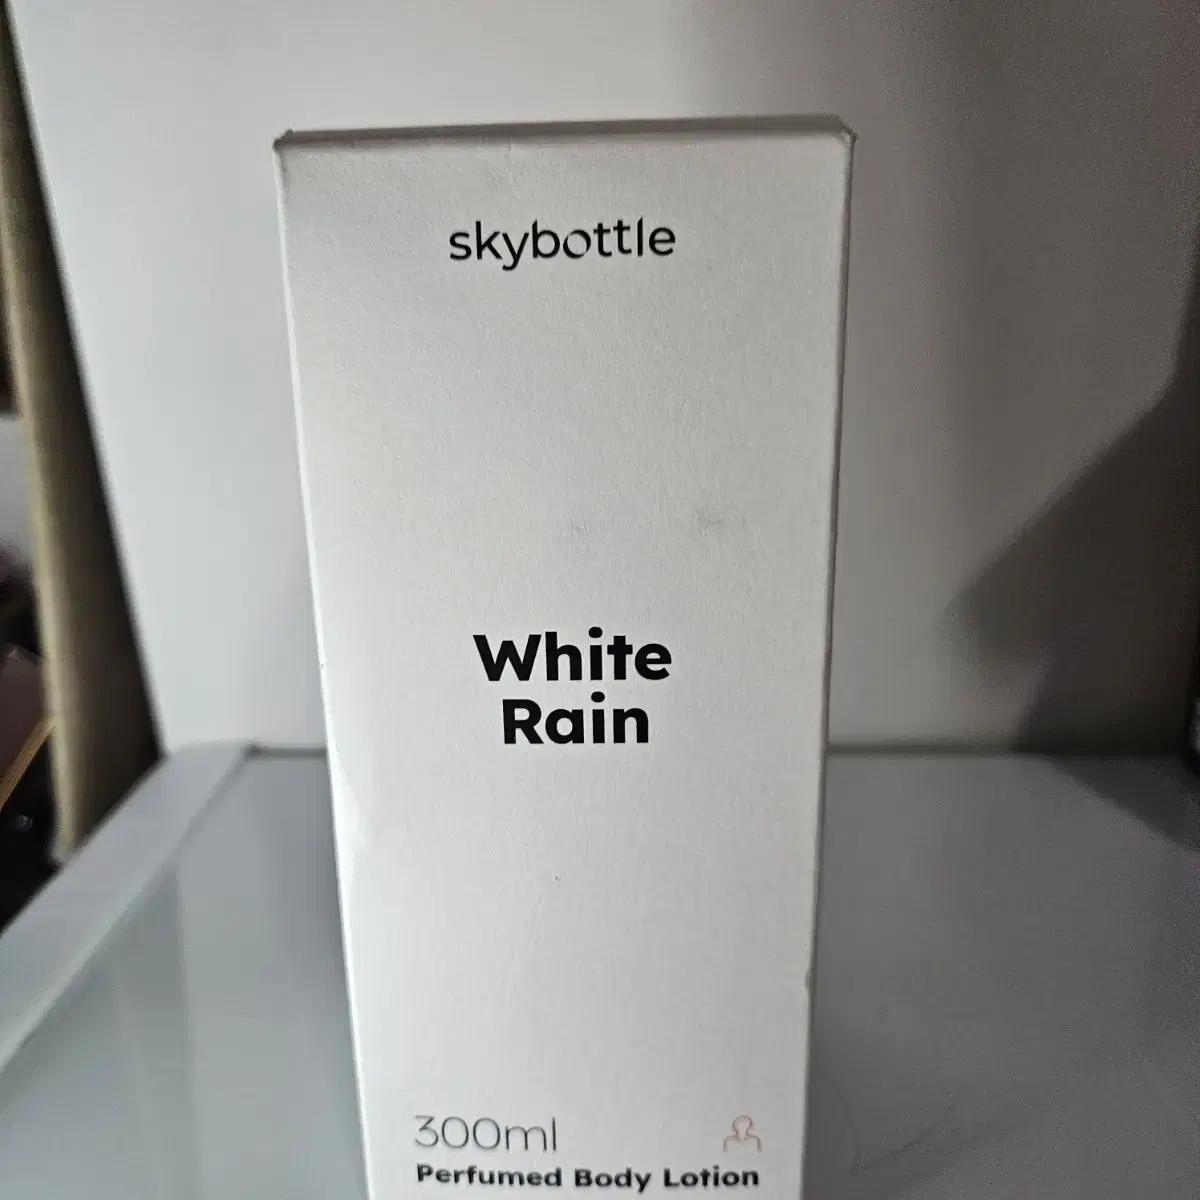 skybottle
White
Rain
300ml
Perfumed Body Lotion